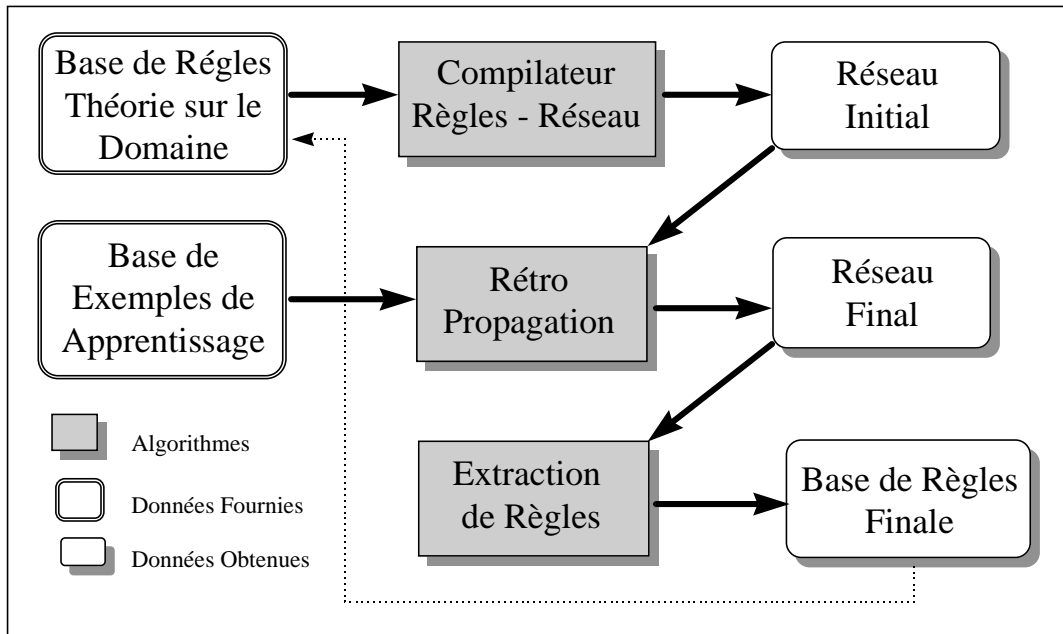 Base de Régles
Théorie sur le
Domaine
Compilateur
Règles - Réseau
Réseau
Initial
Base de
Exemples de
Apprentissage
Rétro
Propagation
Réseau
Final
Algorithmes
Données Fournies
Données Obtenues
Extraction
de Règles
Base de Règles
Finale